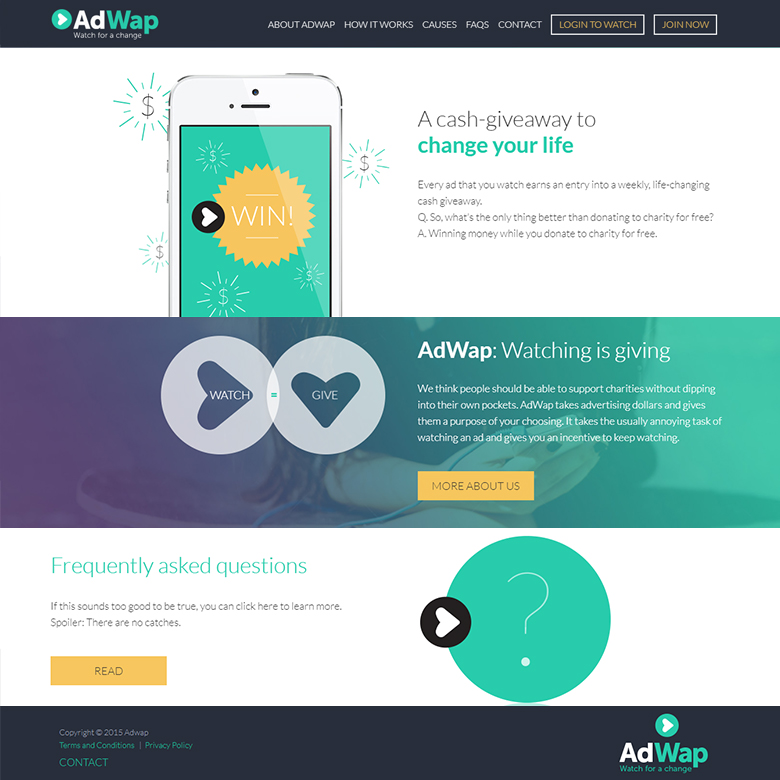 AdWap
Watch for a change
ABOUT ADWAP HOW IT WORKS CAUSES FAQS CONTACT LOGIN TO WATCH JOIN NOW
$
$
$
$
$
WIN!
A cash-giveaway to
change your life
Every ad that you watch earns an entry into a weekly, life-changing
cash giveaway.
Q. So, what's the only thing better than donating to charity for free?
A. Winning money while you donate to charity for free.
WATCH = GIVE
AdWap: Watching is giving
We think people should be able to support charities without dipping
into their own pockets. AdWap takes advertising dollars and gives
them a purpose of your choosing. It takes the usually annoying task of
watching an ad and gives you an incentive to keep watching.
MORE ABOUT US
Frequently asked questions
If this sounds too good to be true, you can click here to learn more.
Spoiler: There are no catches.
READ
?
Copyright © 2015 Adwap
Terms and Conditions | Privacy Policy
CONTACT
AdWap
Watch for a change